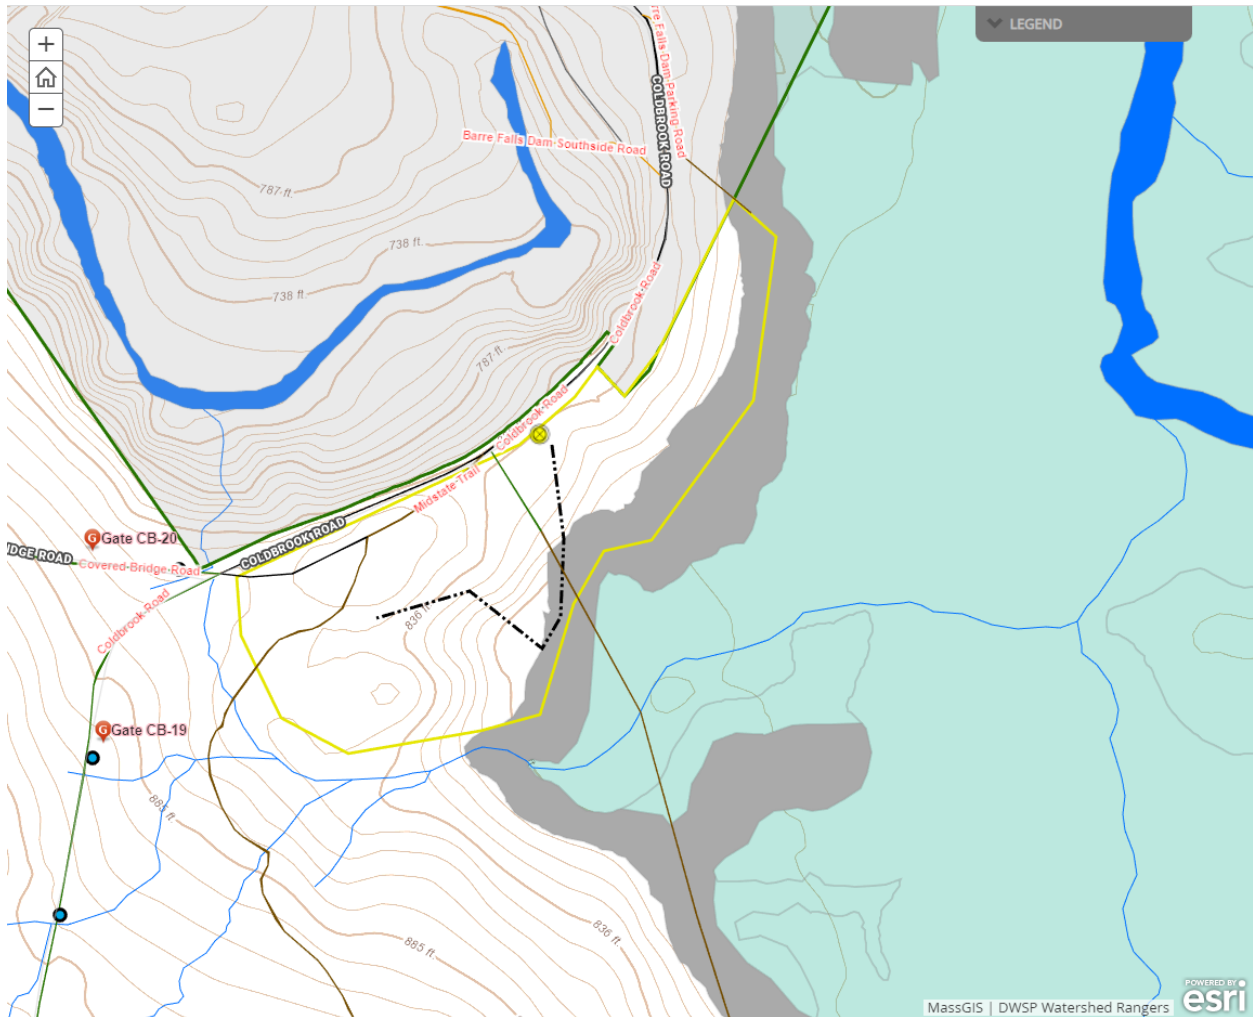 +
−
LEGEND
rre Falls Dam Parking Road
COLDBROOK ROAD
Barre Falls Dam Southside Road
787 ft.
738 ft.
738 ft.
Coldbrook Road
787 ft.
Coldbrook Road
Midstate Trail
COLDBROOK ROAD
G Gate CB-20
IDGE ROAD
Covered Bridge Road
Coldbrook Road
836 ft.
G Gate CB-19
885 ft.
836 ft.
885 ft.
POWERED BY
esri
MassGIS | DWSP Watershed Rangers